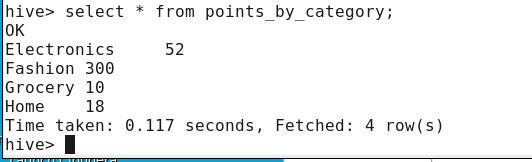 hive> select * from points_by_category;
OK
Electronics     52
Fashion 300
Grocery 10
Home    18
Time taken: 0.117 seconds, Fetched: 4 row(s)
hive>